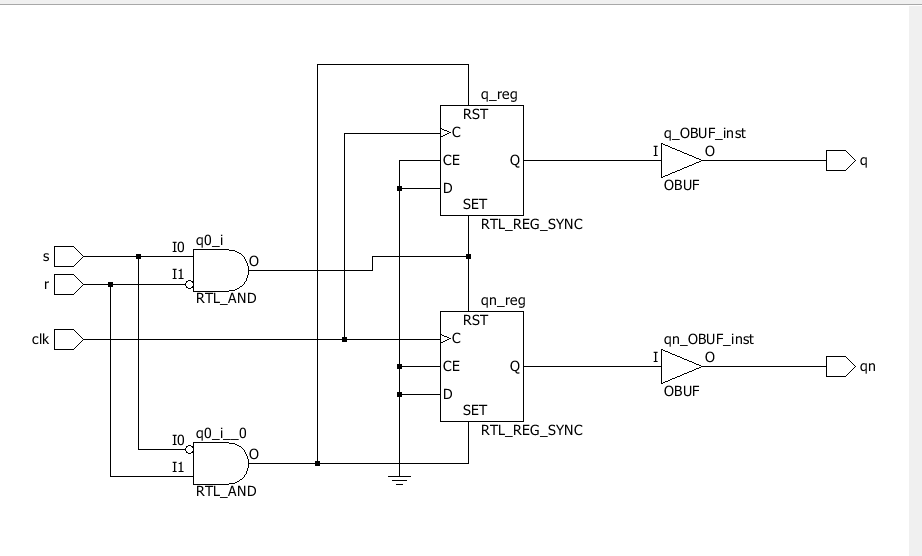 q_reg
RST
C
CE
D
Q
SET
RTL_REG_SYNC
q_OBUF_inst
I
O
OBUF
q
s
r
clk
q0_i
I0
I1
O
RTL_AND
qn_reg
RST
C
CE
D
Q
SET
RTL_REG_SYNC
qn_OBUF_inst
I
O
OBUF
qn
q0_i__0
I0
I1
O
RTL_AND